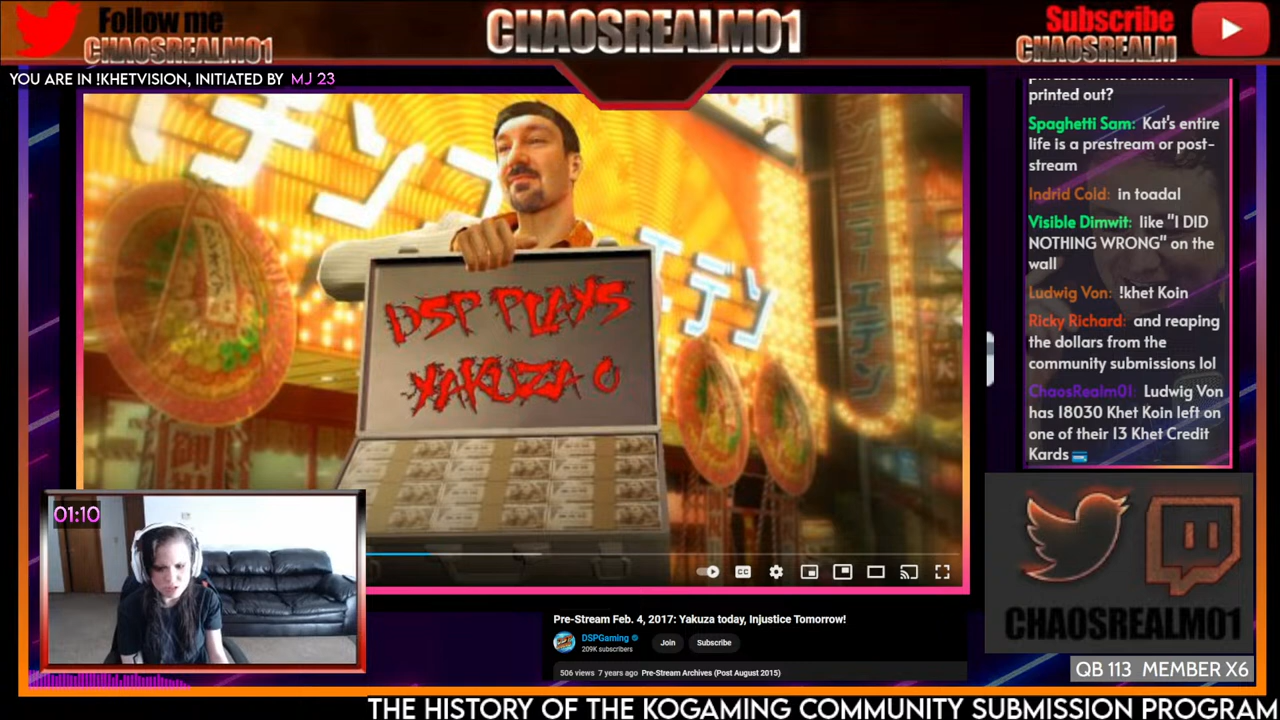 Follow me
CHAOSREALM01
CHAOSREALM01
Subscribe
CHAOSREALM
YOU ARE IN !KHETVISION, INITIATED BY MJ 23
DSP PLAYS
YAKUZA 0
01:10
CC
printed out?
Spaghetti Sam: Kat's entire
life is a prestream or post-
stream
Indrid Cold: in toadal
Visible Dimwit: like "I DID
NOTHING WRONG" on the
wall
Ludwig Von: !khet Koin
Ricky Richard: and reaping
the dollars from the
community submissions lol
ChaosRealm01: Ludwig Von
has 18030 Khet Koin left on
one of their 13 Khet Credit
Kards
CHAOSREALM01
QB 113 MEMBER X6
Pre-Stream Feb. 4, 2017: Yakuza today, Injustice Tomorrow!
DSPGaming
209K subscribers
Join
Subscribe
506 views 7 years ago Pre-Stream Archives (Post August 2015)
THE HISTORY OF THE KOGAMING COMMUNITY SUBMISSION PROGRAM